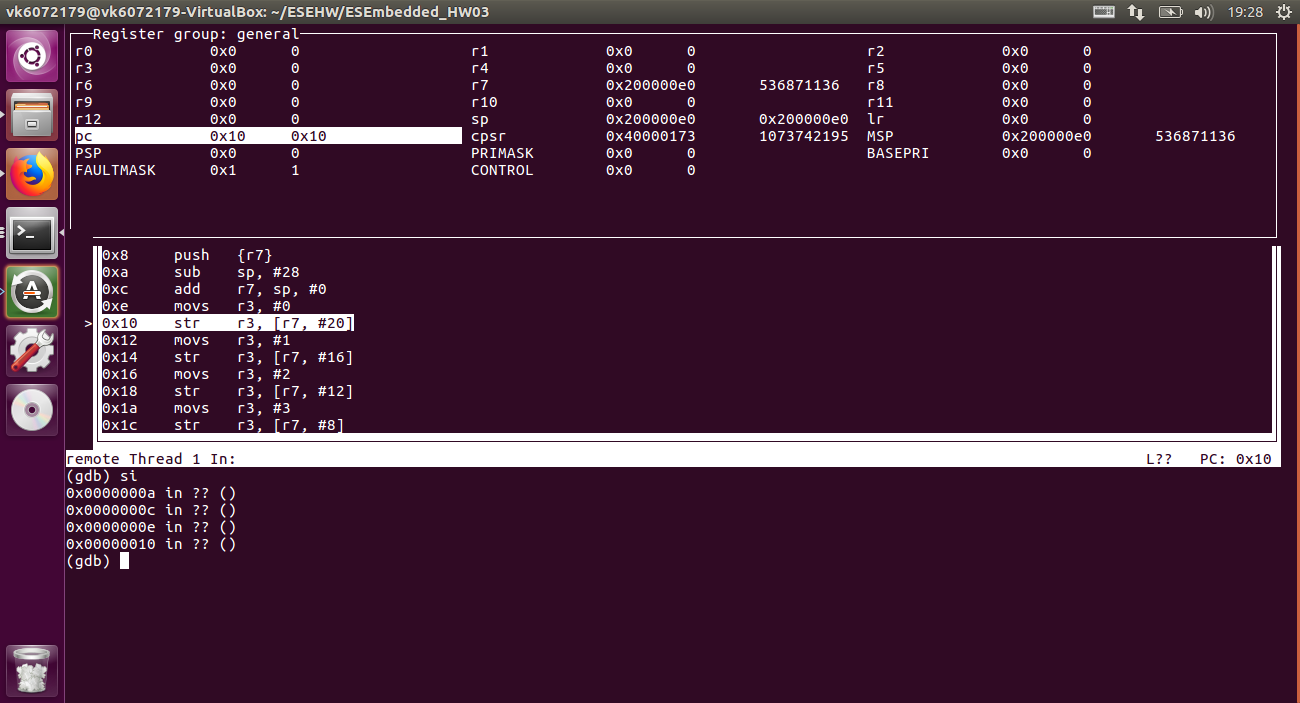 vk6072179@vk6072179-VirtualBox: ~/ESEHW/ESEmbedded_HW03 19:28
Register group: general
r0 0x0 0 r1 0x0 0 r2 0x0 0
r3 0x0 0 r4 0x0 0 r5 0x0 0
r6 0x0 0 r7 0x200000e0 536871136 r8 0x0 0
r9 0x0 0 r10 0x0 0 r11 0x0 0
r12 0x0 0 sp 0x200000e0 0x200000e0 lr 0x0 0
pc 0x10 0x10 cpsr 0x40000173 1073742195 MSP 0x200000e0 536871136
PSP 0x0 0 PRIMASK 0x0 0 BASEPRI 0x0 0
FAULTMASK 0x1 1 CONTROL 0x0 0
0x8 push {r7}
0xa sub sp, #28
0xc add r7, sp, #0
0xe movs r3, #0
>0x10 str r3, [r7, #20]
0x12 movs r3, #1
0x14 str r3, [r7, #16]
0x16 movs r3, #2
0x18 str r3, [r7, #12]
0x1a movs r3, #3
0x1c str r3, [r7, #8]
remote Thread 1 In: L?? PC: 0x10
(gdb) si
0x0000000a in ?? ()
0x0000000c in ?? ()
0x0000000e in ?? ()
0x00000010 in ?? ()
(gdb)